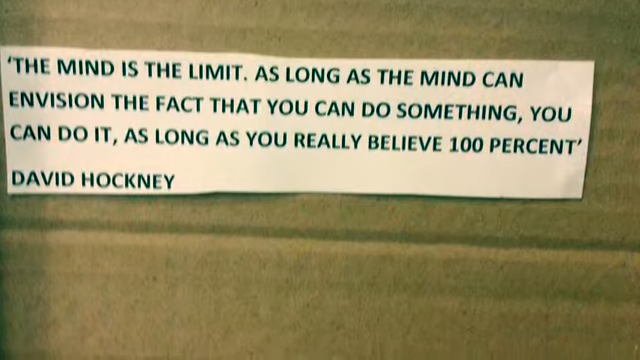 ‘THE MIND IS THE LIMIT. AS LONG AS THE MIND CAN
ENVISION THE FACT THAT YOU CAN DO SOMETHING, YOU
CAN DO IT, AS LONG AS YOU REALLY BELIEVE 100 PERCENT’
DAVID HOCKNEY